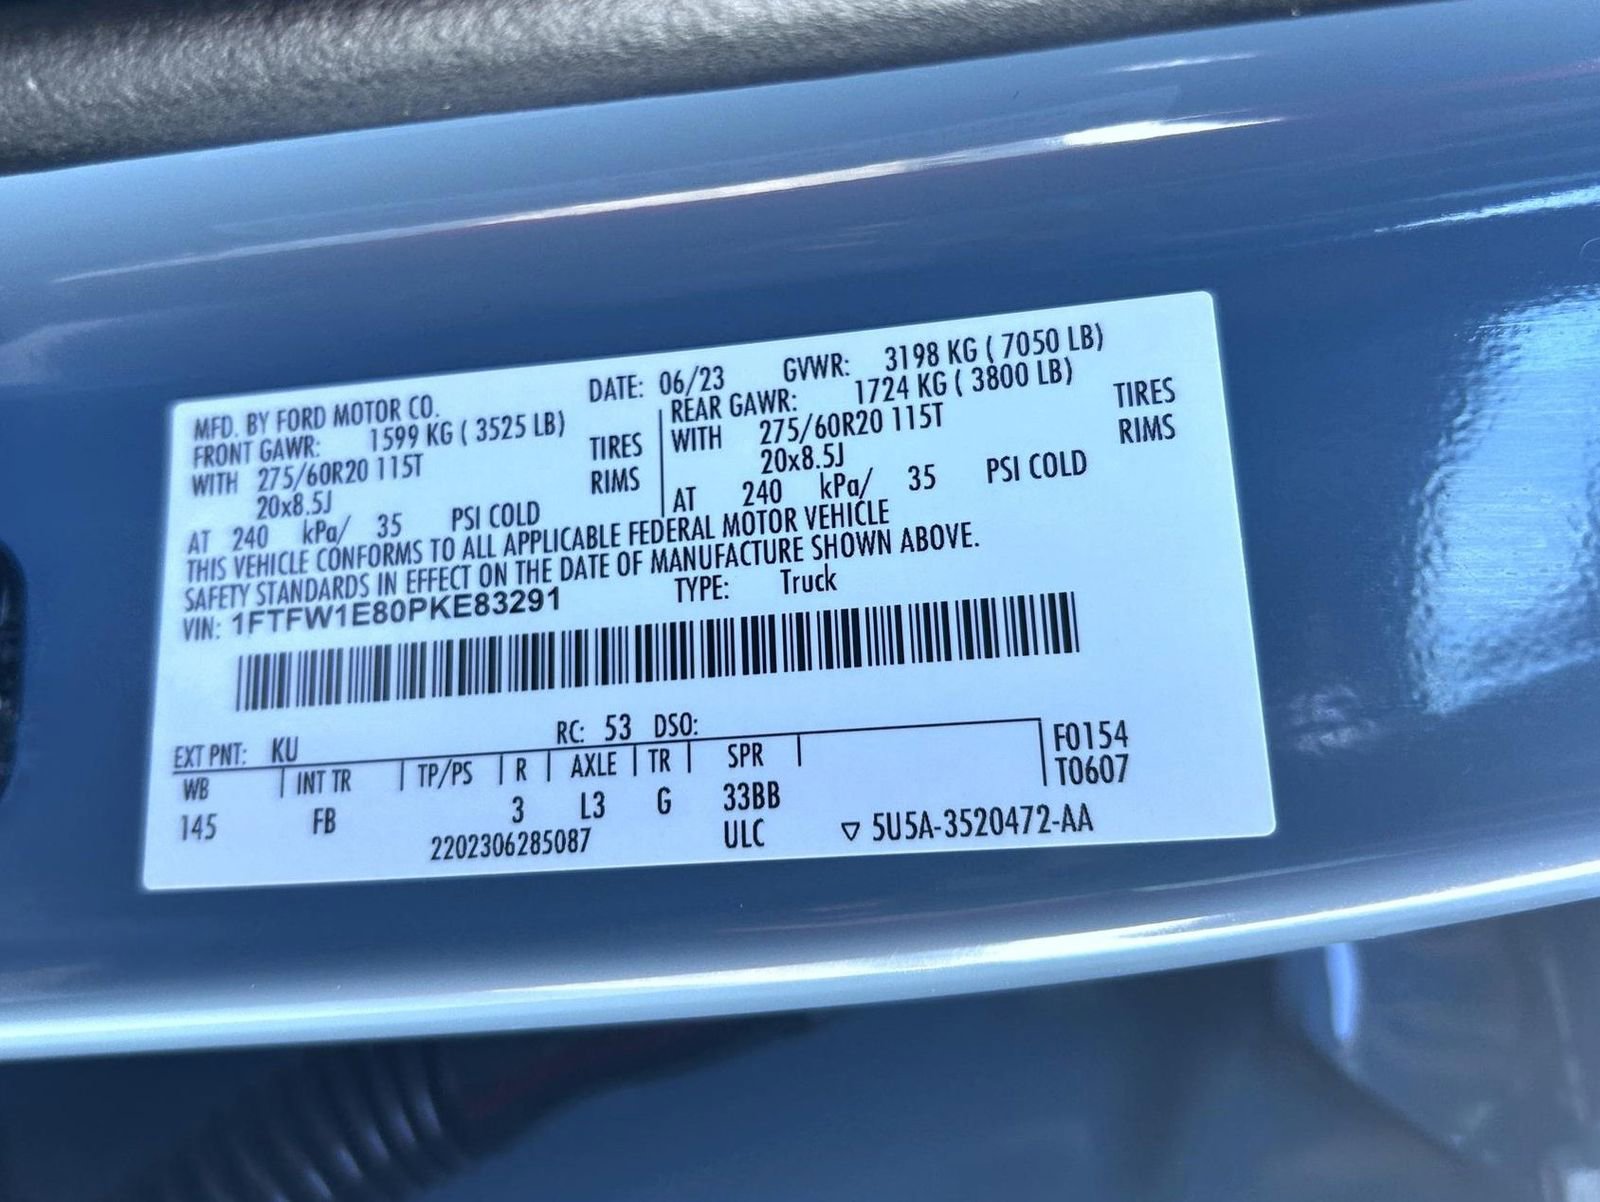 MFD. BY FORD MOTOR CO.
DATE: 06/23 GVWR: 3198 KG ( 7050 LB)
FRONT GAWR: 1599 KG ( 3525 LB)
REAR GAWR: 1724 KG ( 3800 LB)
WITH 275/60R20 115T TIRES
WITH 275/60R20 115T TIRES
20x8.5J RIMS
20x8.5J RIMS
AT 240 kPa/ 35 PSI COLD
AT 240 kPa/ 35 PSI COLD
THIS VEHICLE CONFORMS TO ALL APPLICABLE FEDERAL MOTOR VEHICLE
SAFETY STANDARDS IN EFFECT ON THE DATE OF MANUFACTURE SHOWN ABOVE.
VIN: 1FTFW1E80PKE83291 TYPE: Truck
EXT PNT: KU RC: 53 DSO:
WB INT TR TP/PS R AXLE TR SPR F0154
145 FB 3 L3 G 33BB T0607
2202306285087 ULC ▽ 5U5A-3520472-AA